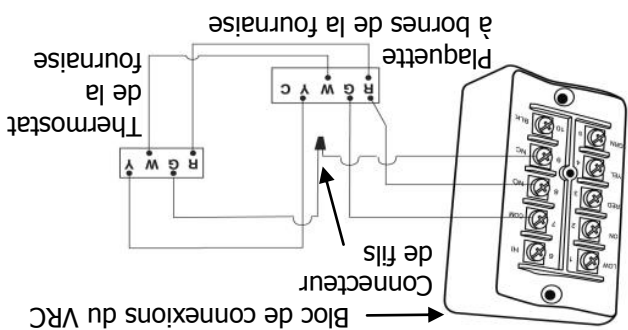 Bloc de connexions du VRC
Connecteur
de fils
LOW 1 6 HI
ON 2 7 COM
RED 3 8 NO
YEL 4 9 NC
GRN 5 10 BLK
R G W Y
Thermostat
de la
fournaise
R G W Y C
Plaquette
à bornes de la fournaise